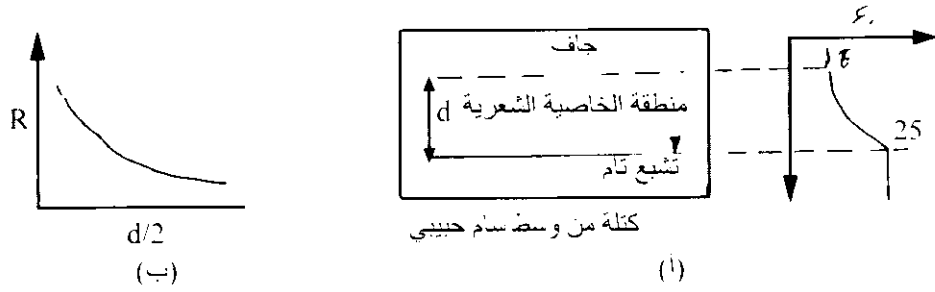 جاف
منطقة الخاصية الشعرية
d
تشبع تام
كتلة من وسط سام حبيبي
(أ)
25
R
d/2
(ب)